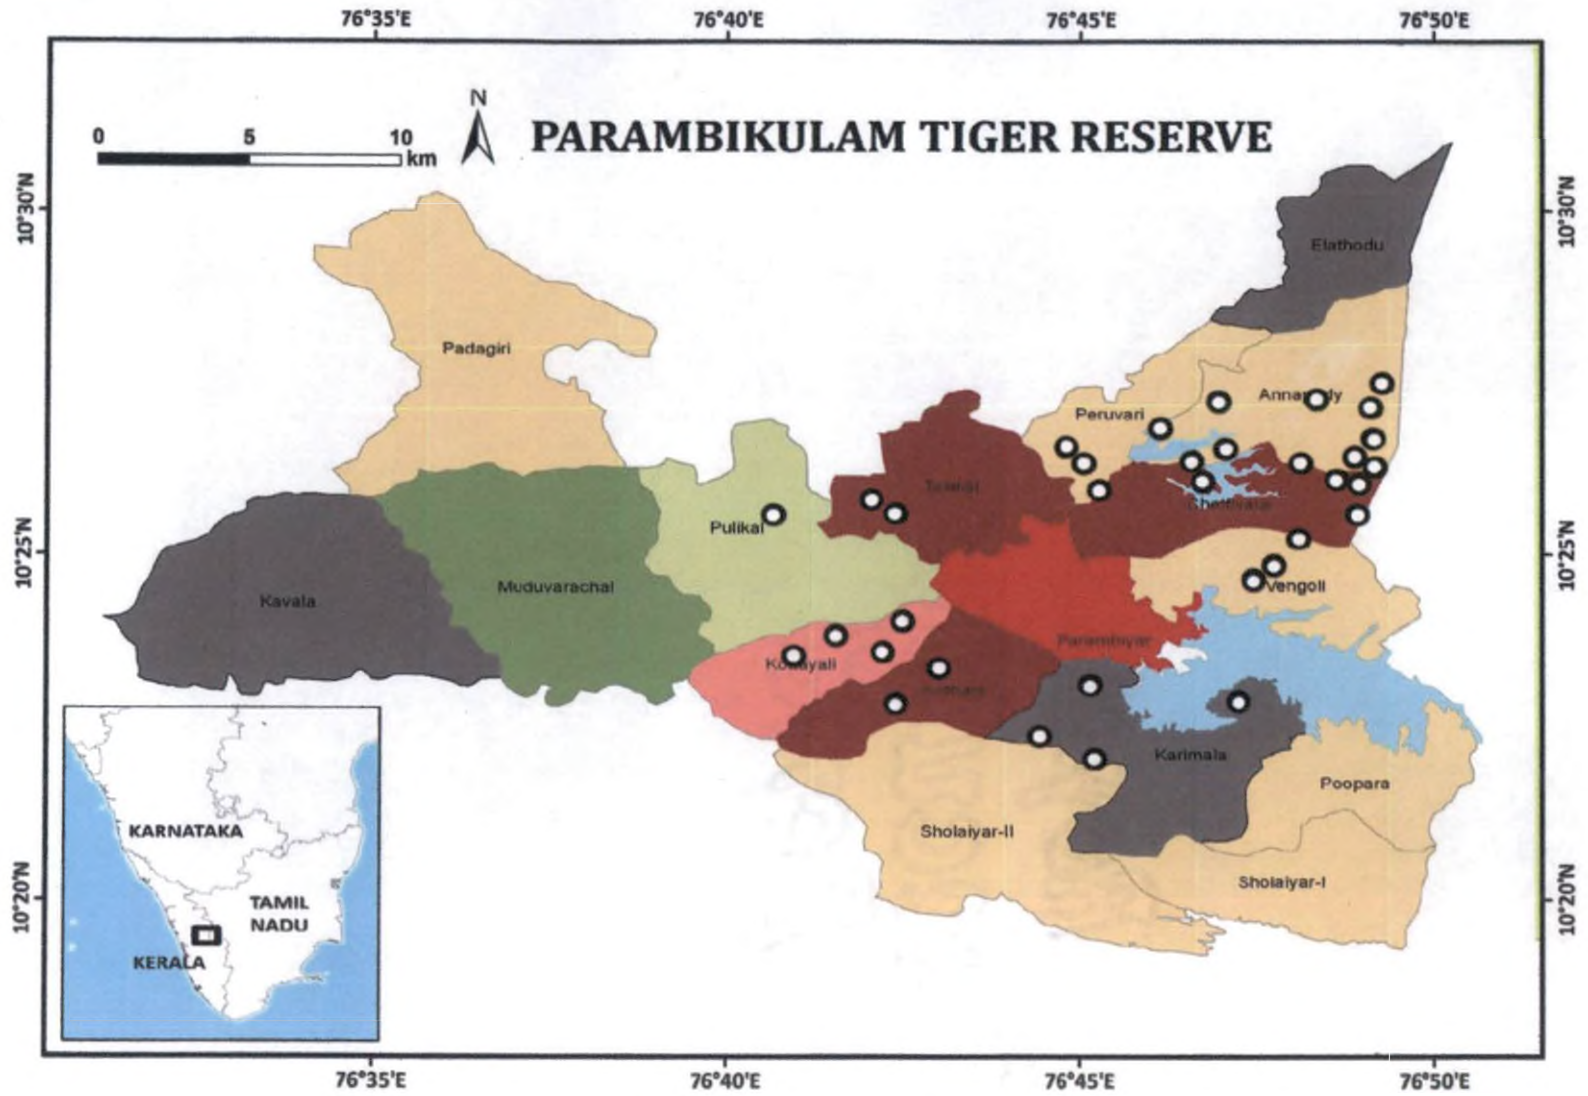 76°35'E 76°40'E 76°45'E 76°50'E
N
0 5 10
km
PARAMBIKULAM TIGER RESERVE
10°30'N 10°30'N
Elathodu
Padagiri
Peruvari
Pulikal
10°25'N 10°25'N
Muduvarachal
Vengoli
Kavala
Parambiyar
Karimala
Poopara
Sholaiyar-II
Sholaiyar-I
10°20'N 10°20'N
KARNATAKA
TAMIL
NADU
KERALA
76°35'E 76°40'E 76°45'E 76°50'E